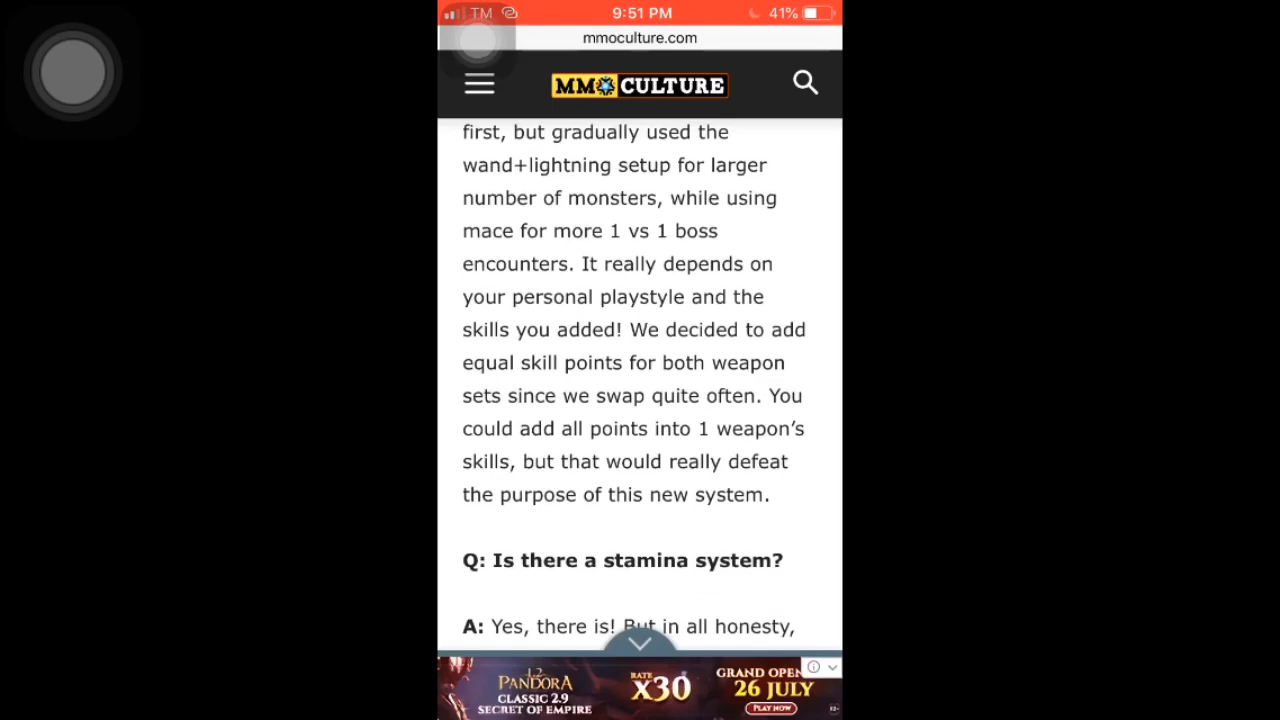 TM
9:51 PM
41%
mmoculture.com
MMOCULTURE
first, but gradually used the
wand+lightning setup for larger
number of monsters, while using
mace for more 1 vs 1 boss
encounters. It really depends on
your personal playstyle and the
skills you added! We decided to add
equal skill points for both weapon
sets since we swap quite often. You
could add all points into 1 weapon’s
skills, but that would really defeat
the purpose of this new system.
Q: Is there a stamina system?
A: Yes, there is! But in all honesty,
L2
PANDORA
CLASSIC 2.9
SECRET OF EMPIRE
RATE
X30
GRAND OPEN
26 JULY
PLAY NOW